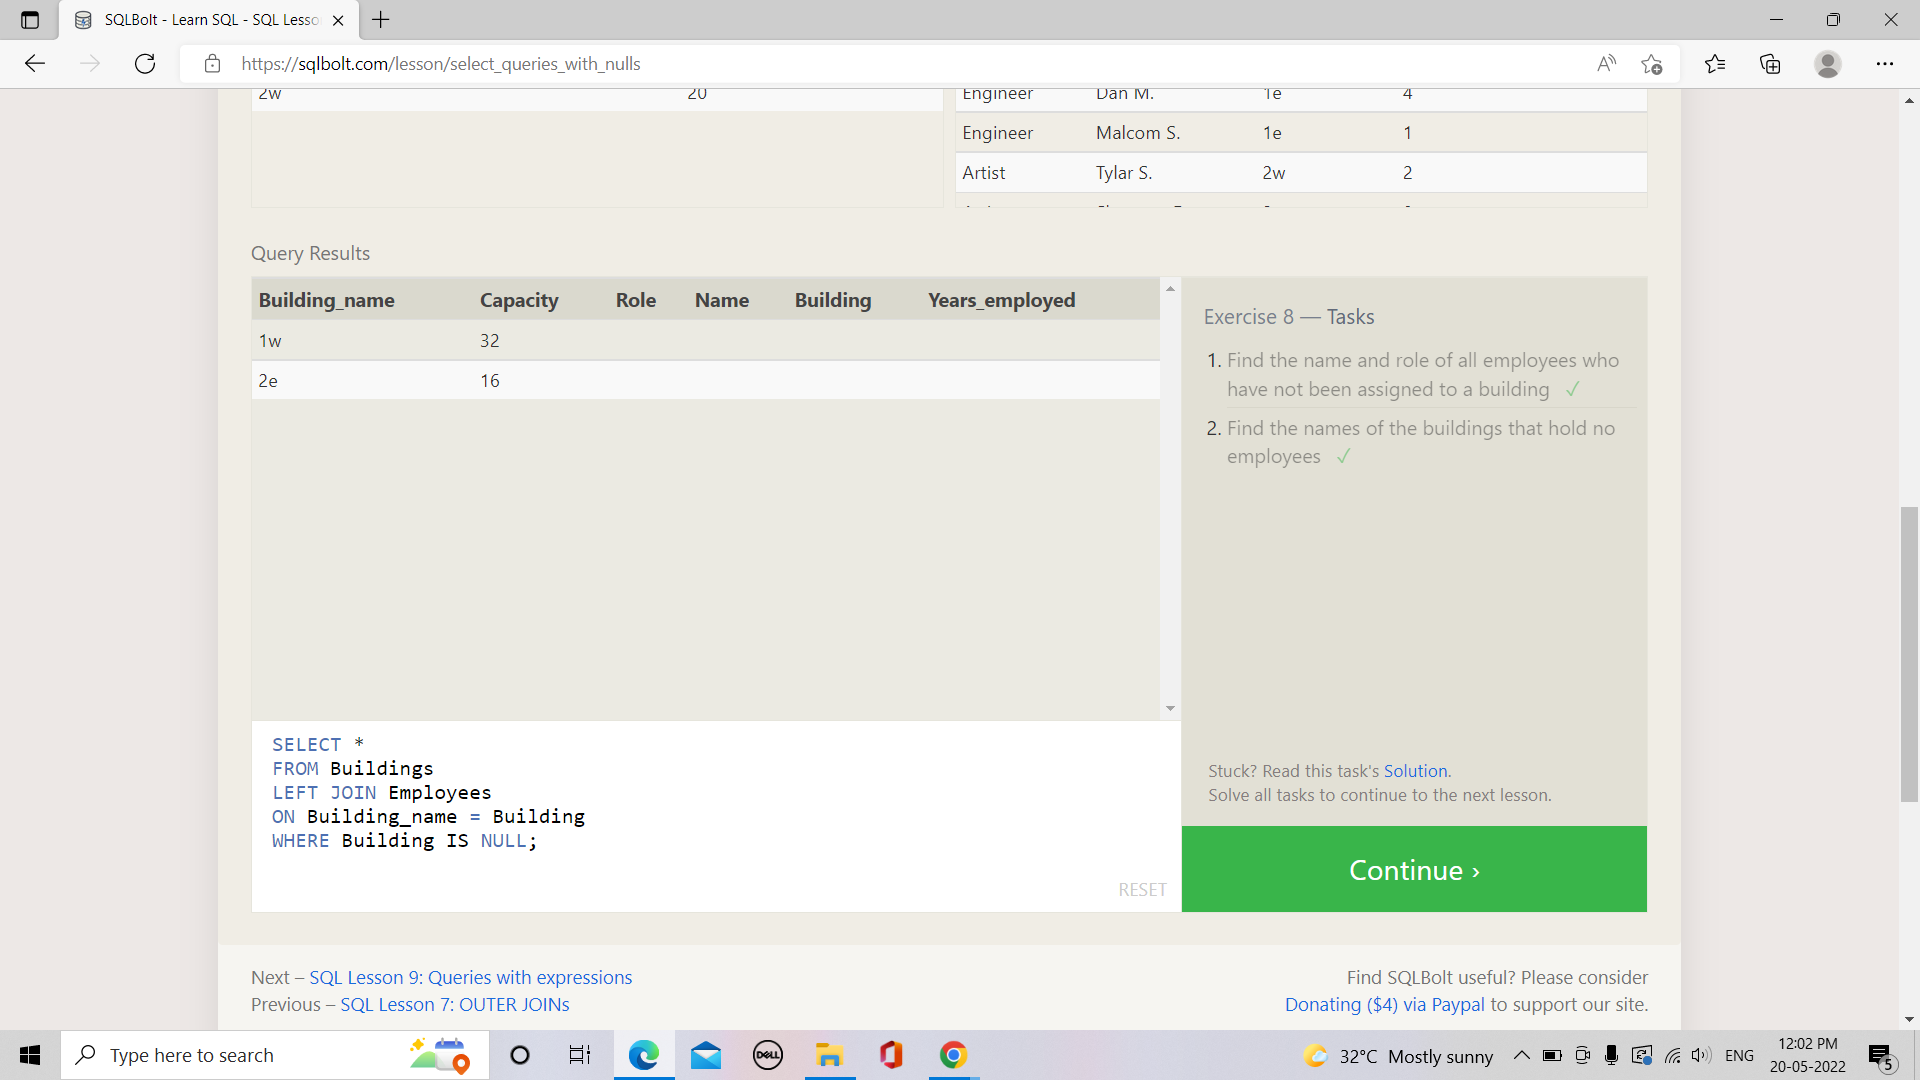 SQLBolt - Learn SQL - SQL Lesso
https://sqlbolt.com/lesson/select_queries_with_nulls
2w 20
Engineer Dan M. 1e 4
Engineer Malcom S. 1e 1
Artist Tylar S. 2w 2
Query Results
Building_name Capacity Role Name Building Years_employed
1w 32
2e 16
Exercise 8 — Tasks
1. Find the name and role of all employees who
have not been assigned to a building ✓
2. Find the names of the buildings that hold no
employees ✓
SELECT *
FROM Buildings
LEFT JOIN Employees
ON Building_name = Building
WHERE Building IS NULL;
RESET
Stuck? Read this task's Solution.
Solve all tasks to continue to the next lesson.
Continue ›
Next – SQL Lesson 9: Queries with expressions
Previous – SQL Lesson 7: OUTER JOINs
Find SQLBolt useful? Please consider
Donating ($4) via Paypal to support our site.
Type here to search
DELL
32°C Mostly sunny
ENG
12:02 PM
20-05-2022
5